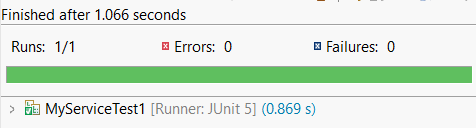 Finished after 1.066 seconds
Runs: 1/1 Errors: 0 Failures: 0
MyServiceTest1 [Runner: JUnit 5] (0.869 s)